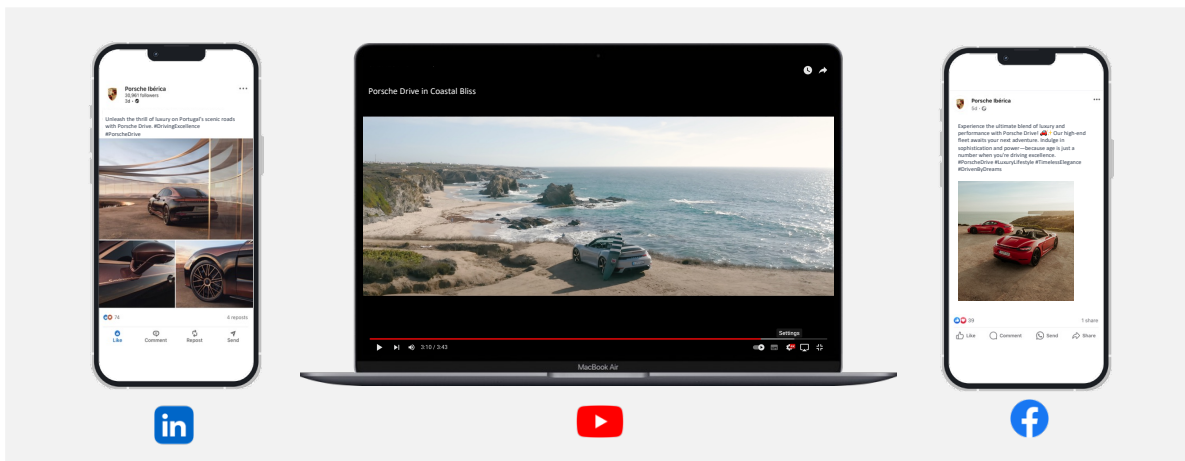 Porsche Ibérica
30,961 followers
2d •
Unleash the thrill of luxury on Portugal's scenic roads
with Porsche Drive. #DrivingExcellence
#PorscheDrive
74
4 reposts
Like
Comment
Repost
Send
Porsche Drive in Coastal Bliss
Settings
3:10 / 3:43
MacBook Air
Porsche Ibérica
Experience the ultimate blend of luxury and
performance with Porsche Drive! 🚗✨ Our high-end
fleet awaits your next adventure. Indulge in
sophistication and power—because age is just a
number when you're driving excellence.
#PorscheDrive #LuxuryLifestyle #TimelessElegance
#DrivenByDreams
39
1 share
Like
Comment
Send
Share
in